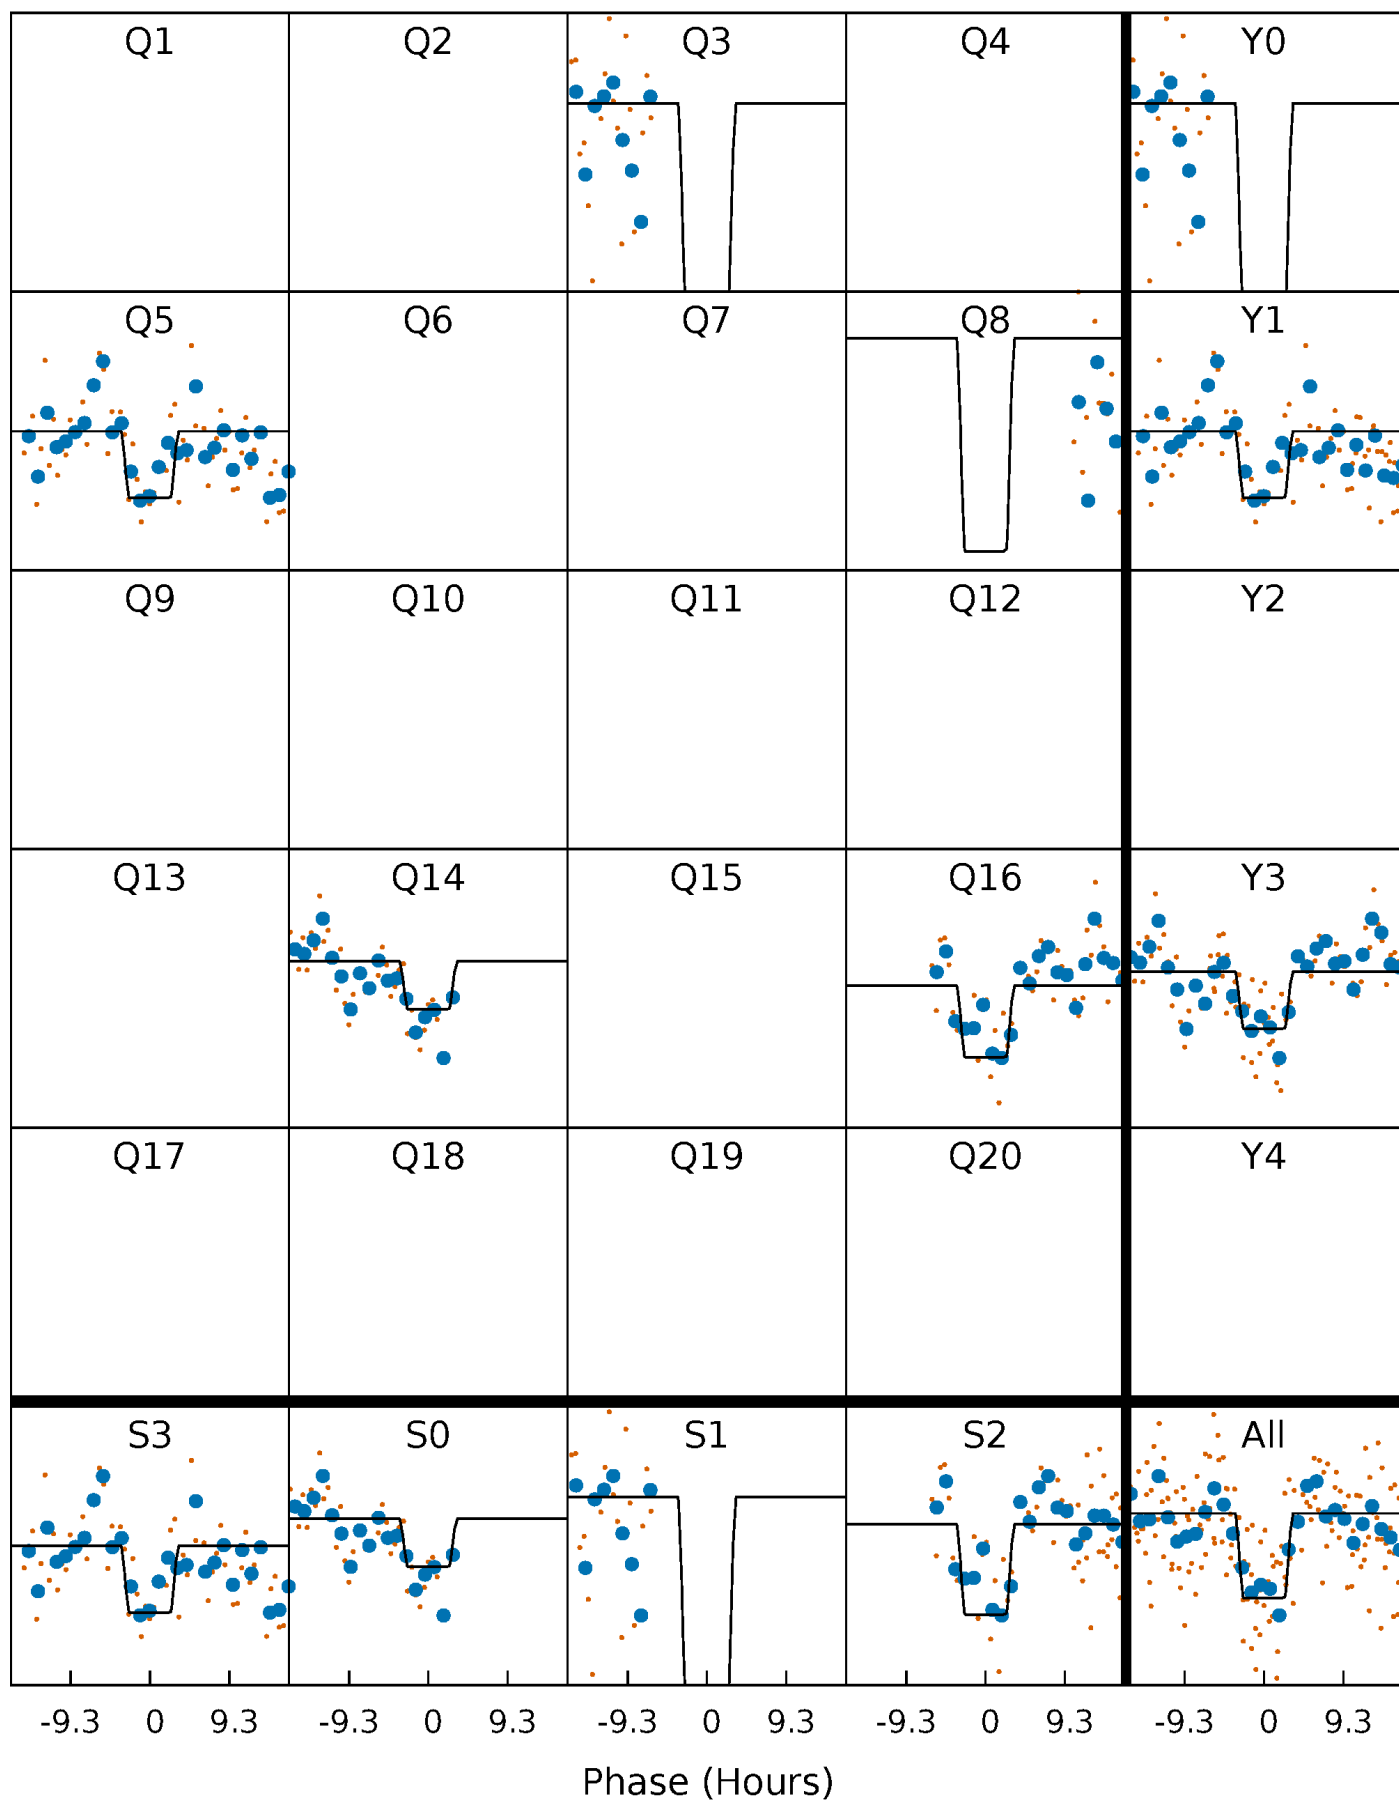 Q1 Q2 Q3 Q4 Y0
Q5 Q6 Q7 Q8 Y1
Q9 Q10 Q11 Q12 Y2
Q13 Q14 Q15 Q16 Y3
Q17 Q18 Q19 Q20 Y4
S3 S0 S1 S2 All
-9.3 0 9.3 -9.3 0 9.3 -9.3 0 9.3 -9.3 0 9.3 -9.3 0 9.3
Phase (Hours)